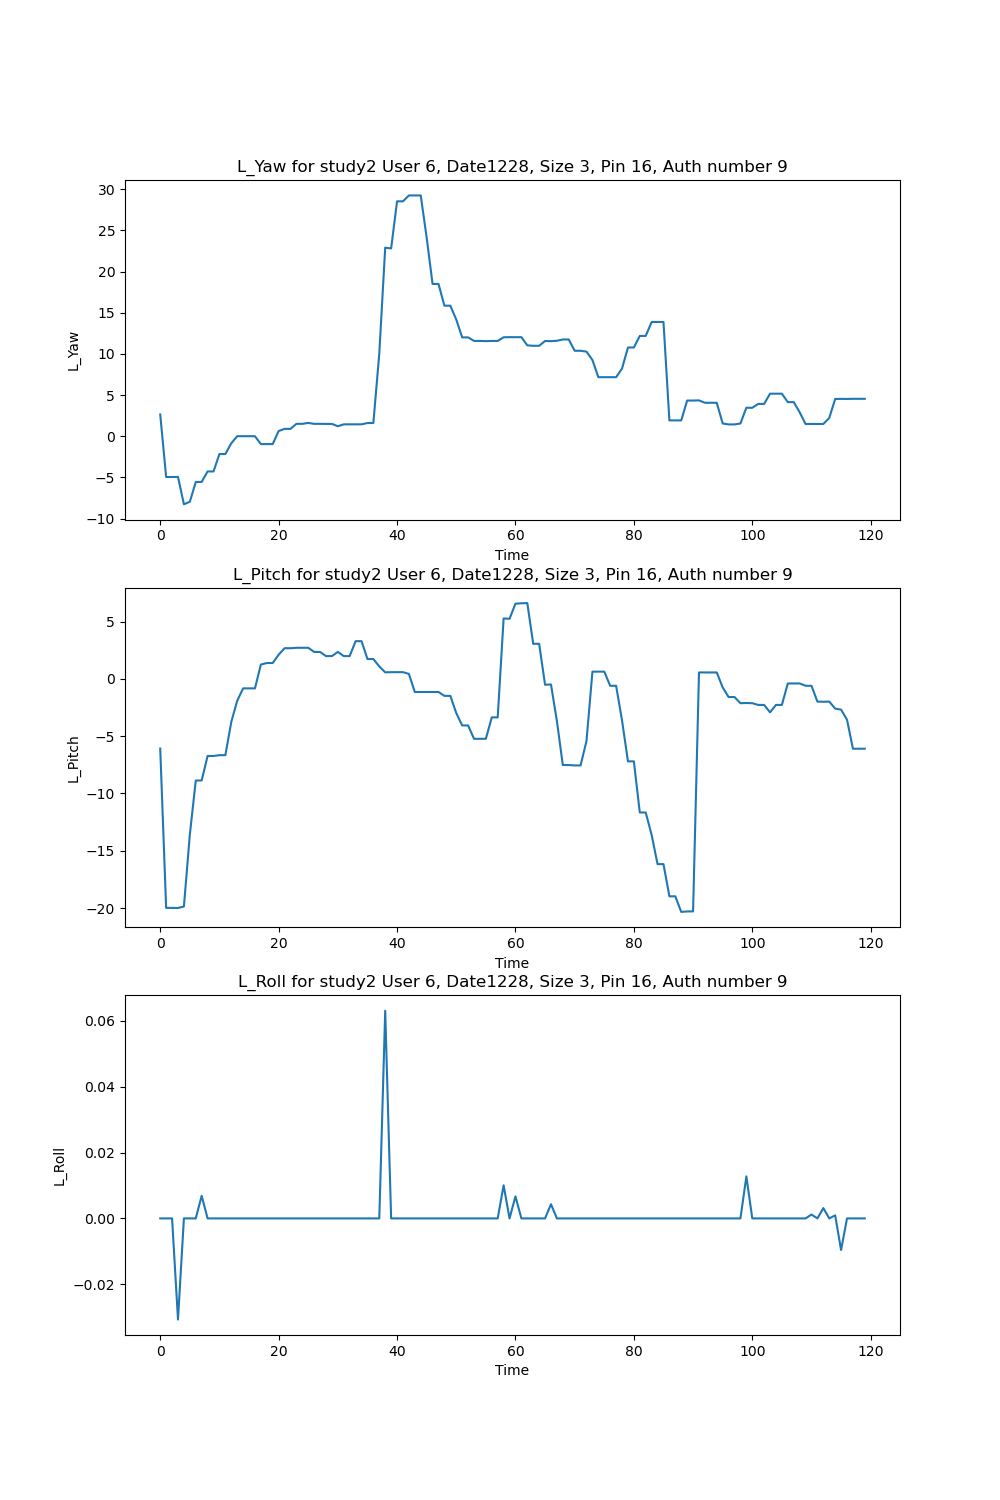 L_Yaw for study2 User 6, Date1228, Size 3, Pin 16, Auth number 9
30
25
20
15
10
5
0
−5
−10
L_Yaw
0 20 40 60 80 100 120
Time
L_Pitch for study2 User 6, Date1228, Size 3, Pin 16, Auth number 9
5
0
−5
−10
−15
−20
L_Pitch
0 20 40 60 80 100 120
Time
L_Roll for study2 User 6, Date1228, Size 3, Pin 16, Auth number 9
0.06
0.04
0.02
0.00
−0.02
L_Roll
0 20 40 60 80 100 120
Time